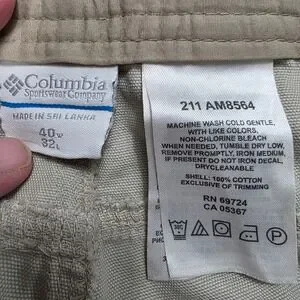 Columbia
Sportswear Company
MADE IN SRI LANKA
40 W
32 L
211 AM8564
MACHINE WASH COLD GENTLE,
WITH LIKE COLORS,
NON-CHLORINE BLEACH
WHEN NEEDED, TUMBLE DRY LOW,
REMOVE PROMPTLY, IRON MEDIUM,
IF PRESENT DO NOT IRON DECAL,
DRYCLEANABLE
SHELL: 100% COTTON
EXCLUSIVE OF TRIMMING
RN 69724
CA 05367